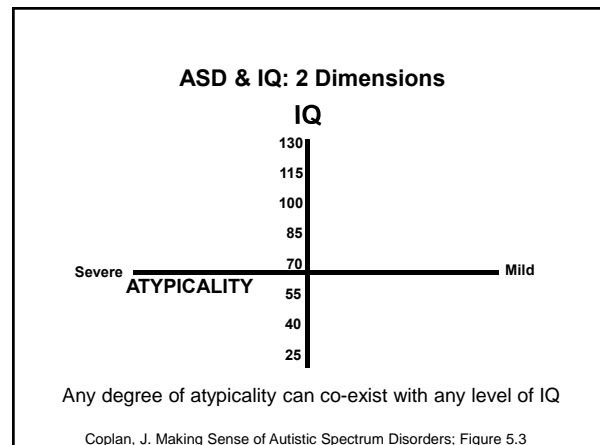 ASD & IQ: 2 Dimensions
IQ
130
115
100
85
70
Severe
Mild
ATYPICALITY
55
40
25
Any degree of atypicality can co-exist with any level of IQ
Coplan, J. Making Sense of Autistic Spectrum Disorders; Figure 5.3